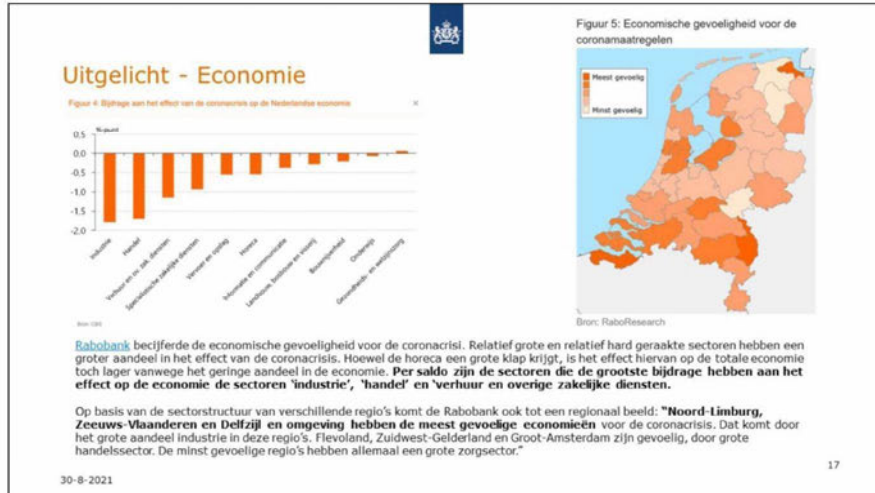 Figuur 5: Economische gevoeligheid voor de
coronamaatregelen
Uitgelicht - Economie
Figuur 4: Bijdrage aan het effect van de coronacrisis op de Nederlandse economie
%-punt
0,5
0,0
-0,5
-1,0
-1,5
-2,0
Industrie
Handel
Verhuur en ov. zak. diensten
Specialistische zakelijke diensten
Vervoer en opslag
Horeca
Informatie en communicatie
Landbouw, bosbouw en visserij
Bouwnijverheid
Onderwijs
Gezondheids- en welzijnszorg
Bron: CBS
Meest gevoelig
Minst gevoelig
Bron: RaboResearch
Rabobank becijferde de economische gevoeligheid voor de coronacrisi. Relatief grote en relatief hard geraakte sectoren hebben een
groter aandeel in het effect van de coronacrisis. Hoewel de horeca een grote klap krijgt, is het effect hiervan op de totale economie
toch lager vanwege het geringe aandeel in de economie. Per saldo zijn de sectoren die de grootste bijdrage hebben aan het
effect op de economie de sectoren 'industrie', 'handel' en 'verhuur en overige zakelijke diensten.
Op basis van de sectorstructuur van verschillende regio's komt de Rabobank ook tot een regionaal beeld: "Noord-Limburg,
Zeeuws-Vlaanderen en Delfzijl en omgeving hebben de meest gevoelige economieën voor de coronacrisis. Dat komt door
het grote aandeel industrie in deze regio's. Flevoland, Zuidwest-Gelderland en Groot-Amsterdam zijn gevoelig, door grote
handelssector. De minst gevoelige regio's hebben allemaal een grote zorgsector."
17
30-8-2021